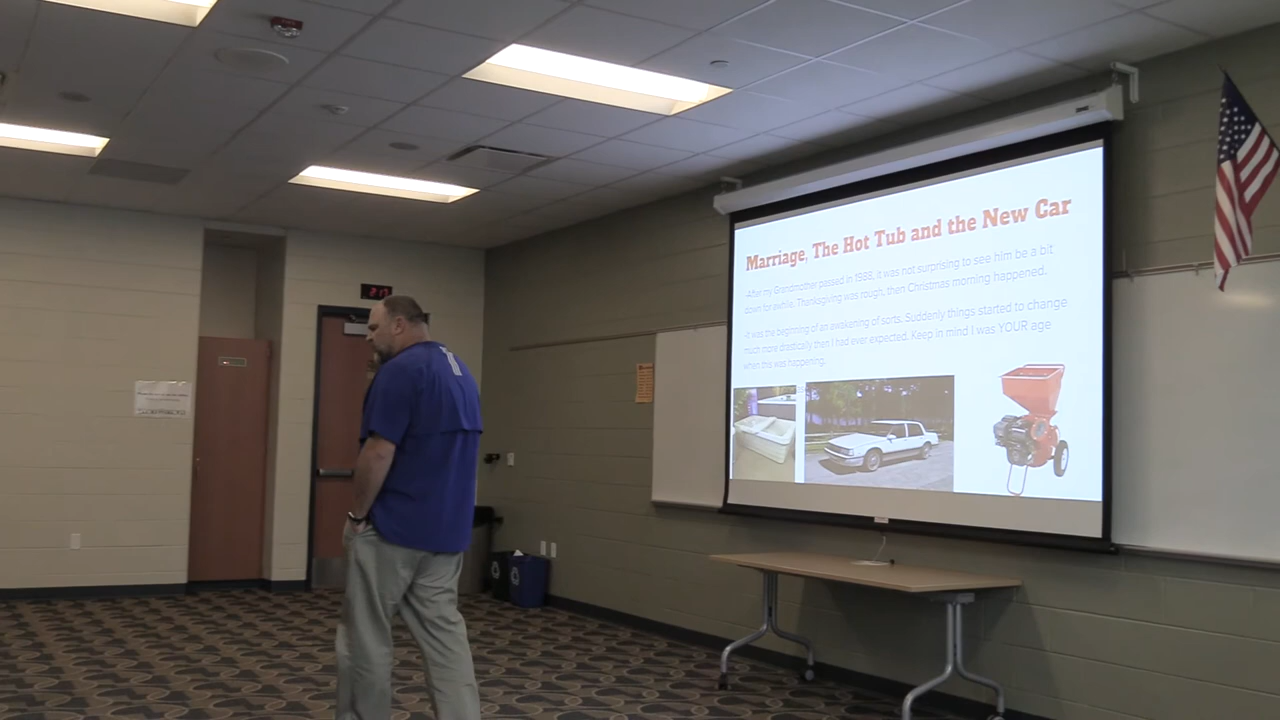 Marriage, The Hot Tub and the New Car
-After my Grandmother passed in 1988, it was not surprising to see him be a bit
down for awhile. Thanksgiving was rough, then Christmas morning happened.
-It was the beginning of an awakening of sorts. Suddenly things started to change
much more drastically then I had ever expected. Keep in mind I was YOUR age
when this was happening.